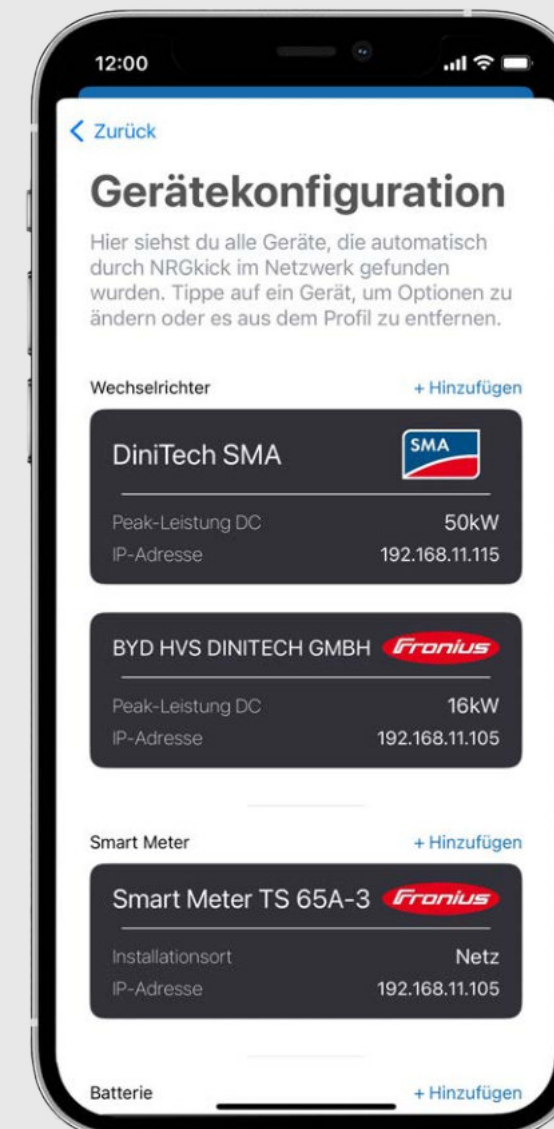 12:00
Zurück
Gerätekonfiguration
Hier siehst du alle Geräte, die automatisch
durch NRGkick im Netzwerk gefunden
wurden. Tippe auf ein Gerät, um Optionen zu
ändern oder es aus dem Profil zu entfernen.
Wechselrichter + Hinzufügen
DiniTech SMA SMA
Peak-Leistung DC 50kW
IP-Adresse 192.168.11.115
BYD HVS DINITECH GMBH Fronius
Peak-Leistung DC 16kW
IP-Adresse 192.168.11.105
Smart Meter + Hinzufügen
Smart Meter TS 65A-3 Fronius
Installationsort Netz
IP-Adresse 192.168.11.105
Batterie + Hinzufügen